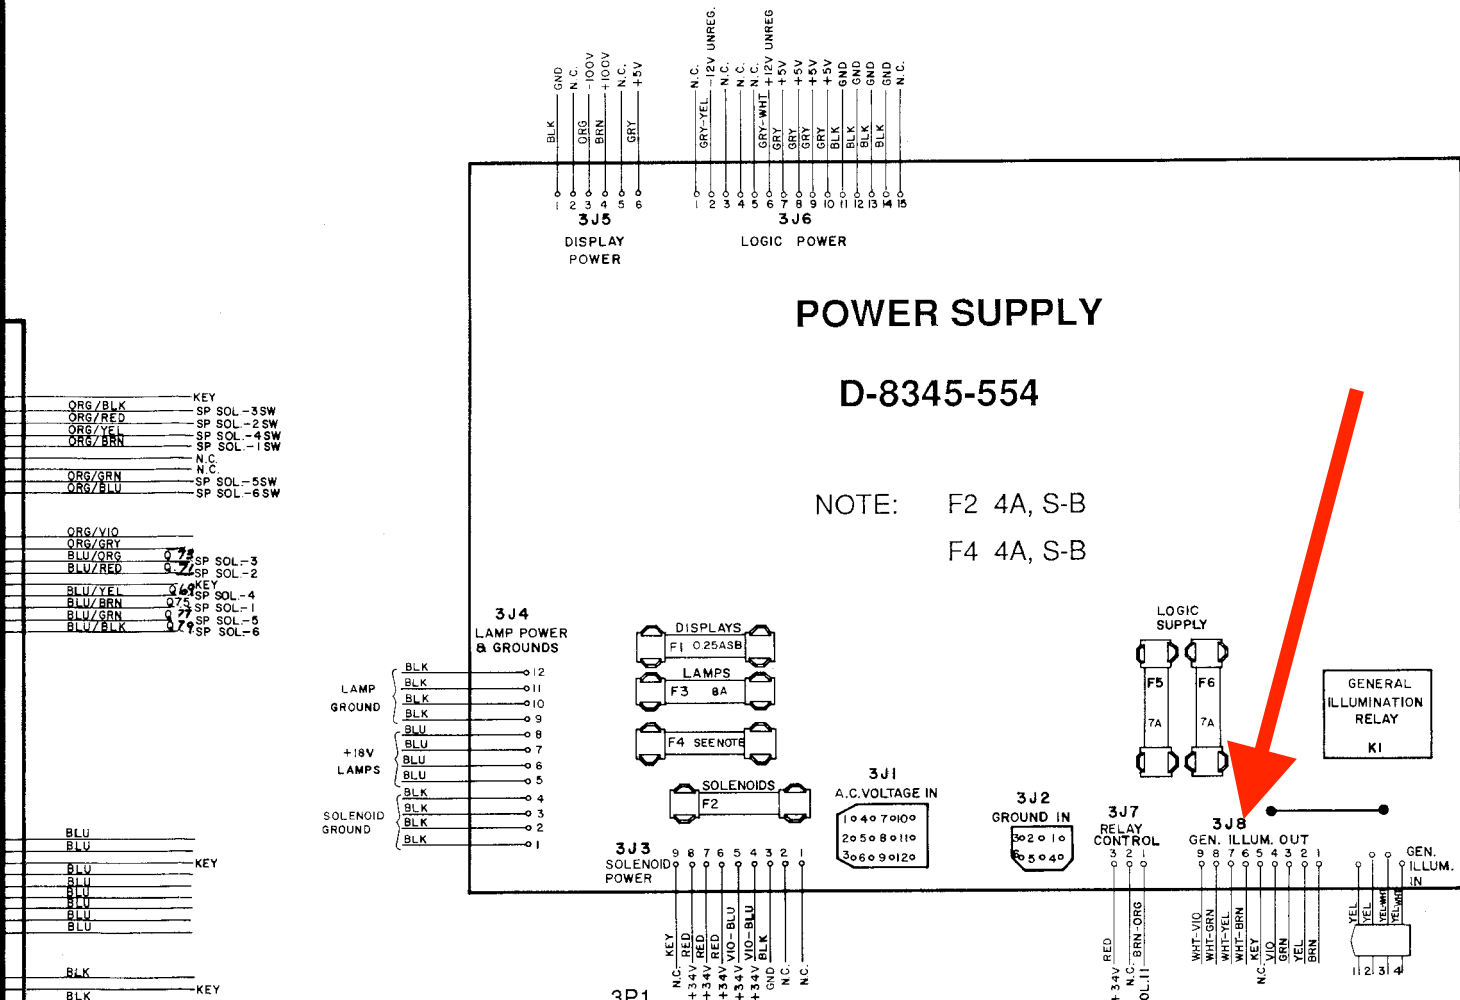 GND
N.C.
-100V
+100V
N.C.
+5V
BLK
ORG
BRN
GRY
N.C.
-12V UNREG.
N.C.
N.C.
N.C.
+12V UNREG
+5V
+5V
+5V
+5V
GND
GND
GND
GND
N.C.
GRY-YEL
GRY-WHT
GRY
GRY
GRY
GRY
BLK
BLK
BLK
BLK
1 2 3 4 5 6
3J5
DISPLAY
POWER
1 2 3 4 5 6 7 8 9 10 11 12 13 14 15
3J6
LOGIC POWER
POWER SUPPLY
D-8345-554
NOTE: F2 4A, S-B
F4 4A, S-B
KEY
ORG/BLK SP SOL.-3SW
ORG/RED SP SOL.-2SW
ORG/YEL SP SOL.-4SW
ORG/BRN SP SOL.-1SW
N.C.
N.C.
ORG/GRN SP SOL.-5SW
ORG/BLU SP SOL.-6SW
ORG/VIO
ORG/GRY
BLU/ORG Q73 SP SOL.-3
BLU/RED Q71 SP SOL.-2
KEY
BLU/YEL Q69 SP SOL.-4
BLU/BRN Q75 SP SOL.-1
BLU/GRN Q77 SP SOL.-5
BLU/BLK Q79 SP SOL.-6
3J4
LAMP POWER
& GROUNDS
BLK 12
BLK 11
BLK 10
BLK 9
LAMP
GROUND
BLU 8
BLU 7
BLU 6
BLU 5
+18V
LAMPS
BLK 4
BLK 3
BLK 2
BLK 1
SOLENOID
GROUND
DISPLAYS
F1 0.25ASB
LAMPS
F3 8A
F4 SEE NOTE
SOLENOIDS
F2
LOGIC
SUPPLY
F5
7A
F6
7A
GENERAL
ILLUMINATION
RELAY
K1
3J1
A.C. VOLTAGE IN
1 4 7 10
2 5 8 11
3 6 9 12
3J2
GROUND IN
3 2 1
6 5 4
3J7
RELAY
CONTROL
3 2 1
3J8
GEN. ILLUM. OUT
9 8 7 6 5 4 3 2 1
GEN.
ILLUM.
IN
3J3
SOLENOID
POWER
9 8 7 6 5 4 3 2 1
KEY
RED
RED
RED
VIO-BLU
VIO-BLU
BLK
N.C.
+34V
+34V
+34V
+34V
+34V
GND
N.C.
N.C.
RED
BRN-ORG
+34V
N.C.
OL.11
WHT-VIO
WHT-GRN
WHT-YEL
WHT-BRN
KEY
N.C.
VIO
GRN
YEL
BRN
YEL
YEL
YEL-WHT
YEL-WHT
1 2 3 4
BLU
BLU
KEY
BLU
BLU
BLU
BLU
BLU
BLU
BLK
KEY
BLK
3P1